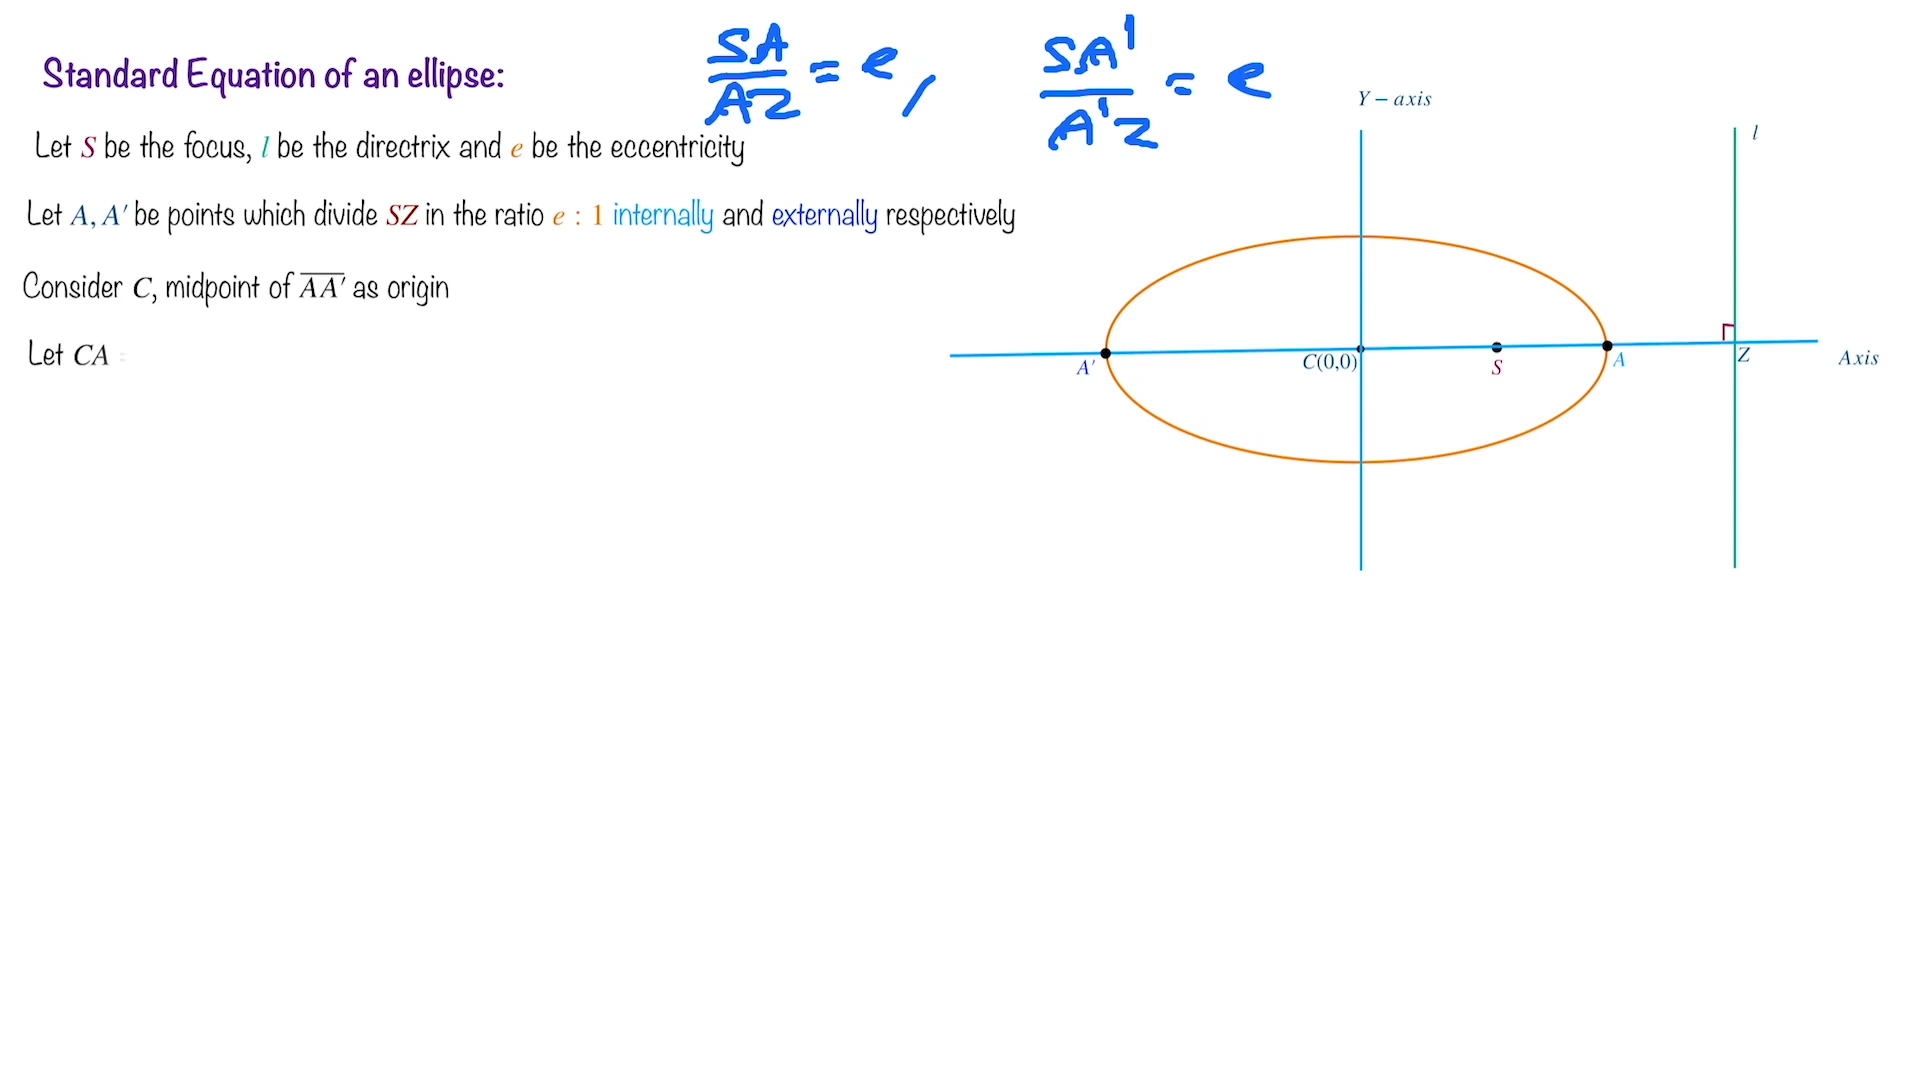 Standard Equation of an ellipse:
SA/AZ = e, SA'/A'Z = e
Let S be the focus, l be the directrix and e be the eccentricity
Let A, A′ be points which divide SZ in the ratio e : 1 internally and externally respectively
Consider C, midpoint of A̅A̅′ as origin
Let CA =
Y – axis
l
A′
C(0,0)
S
A
Z
Axis